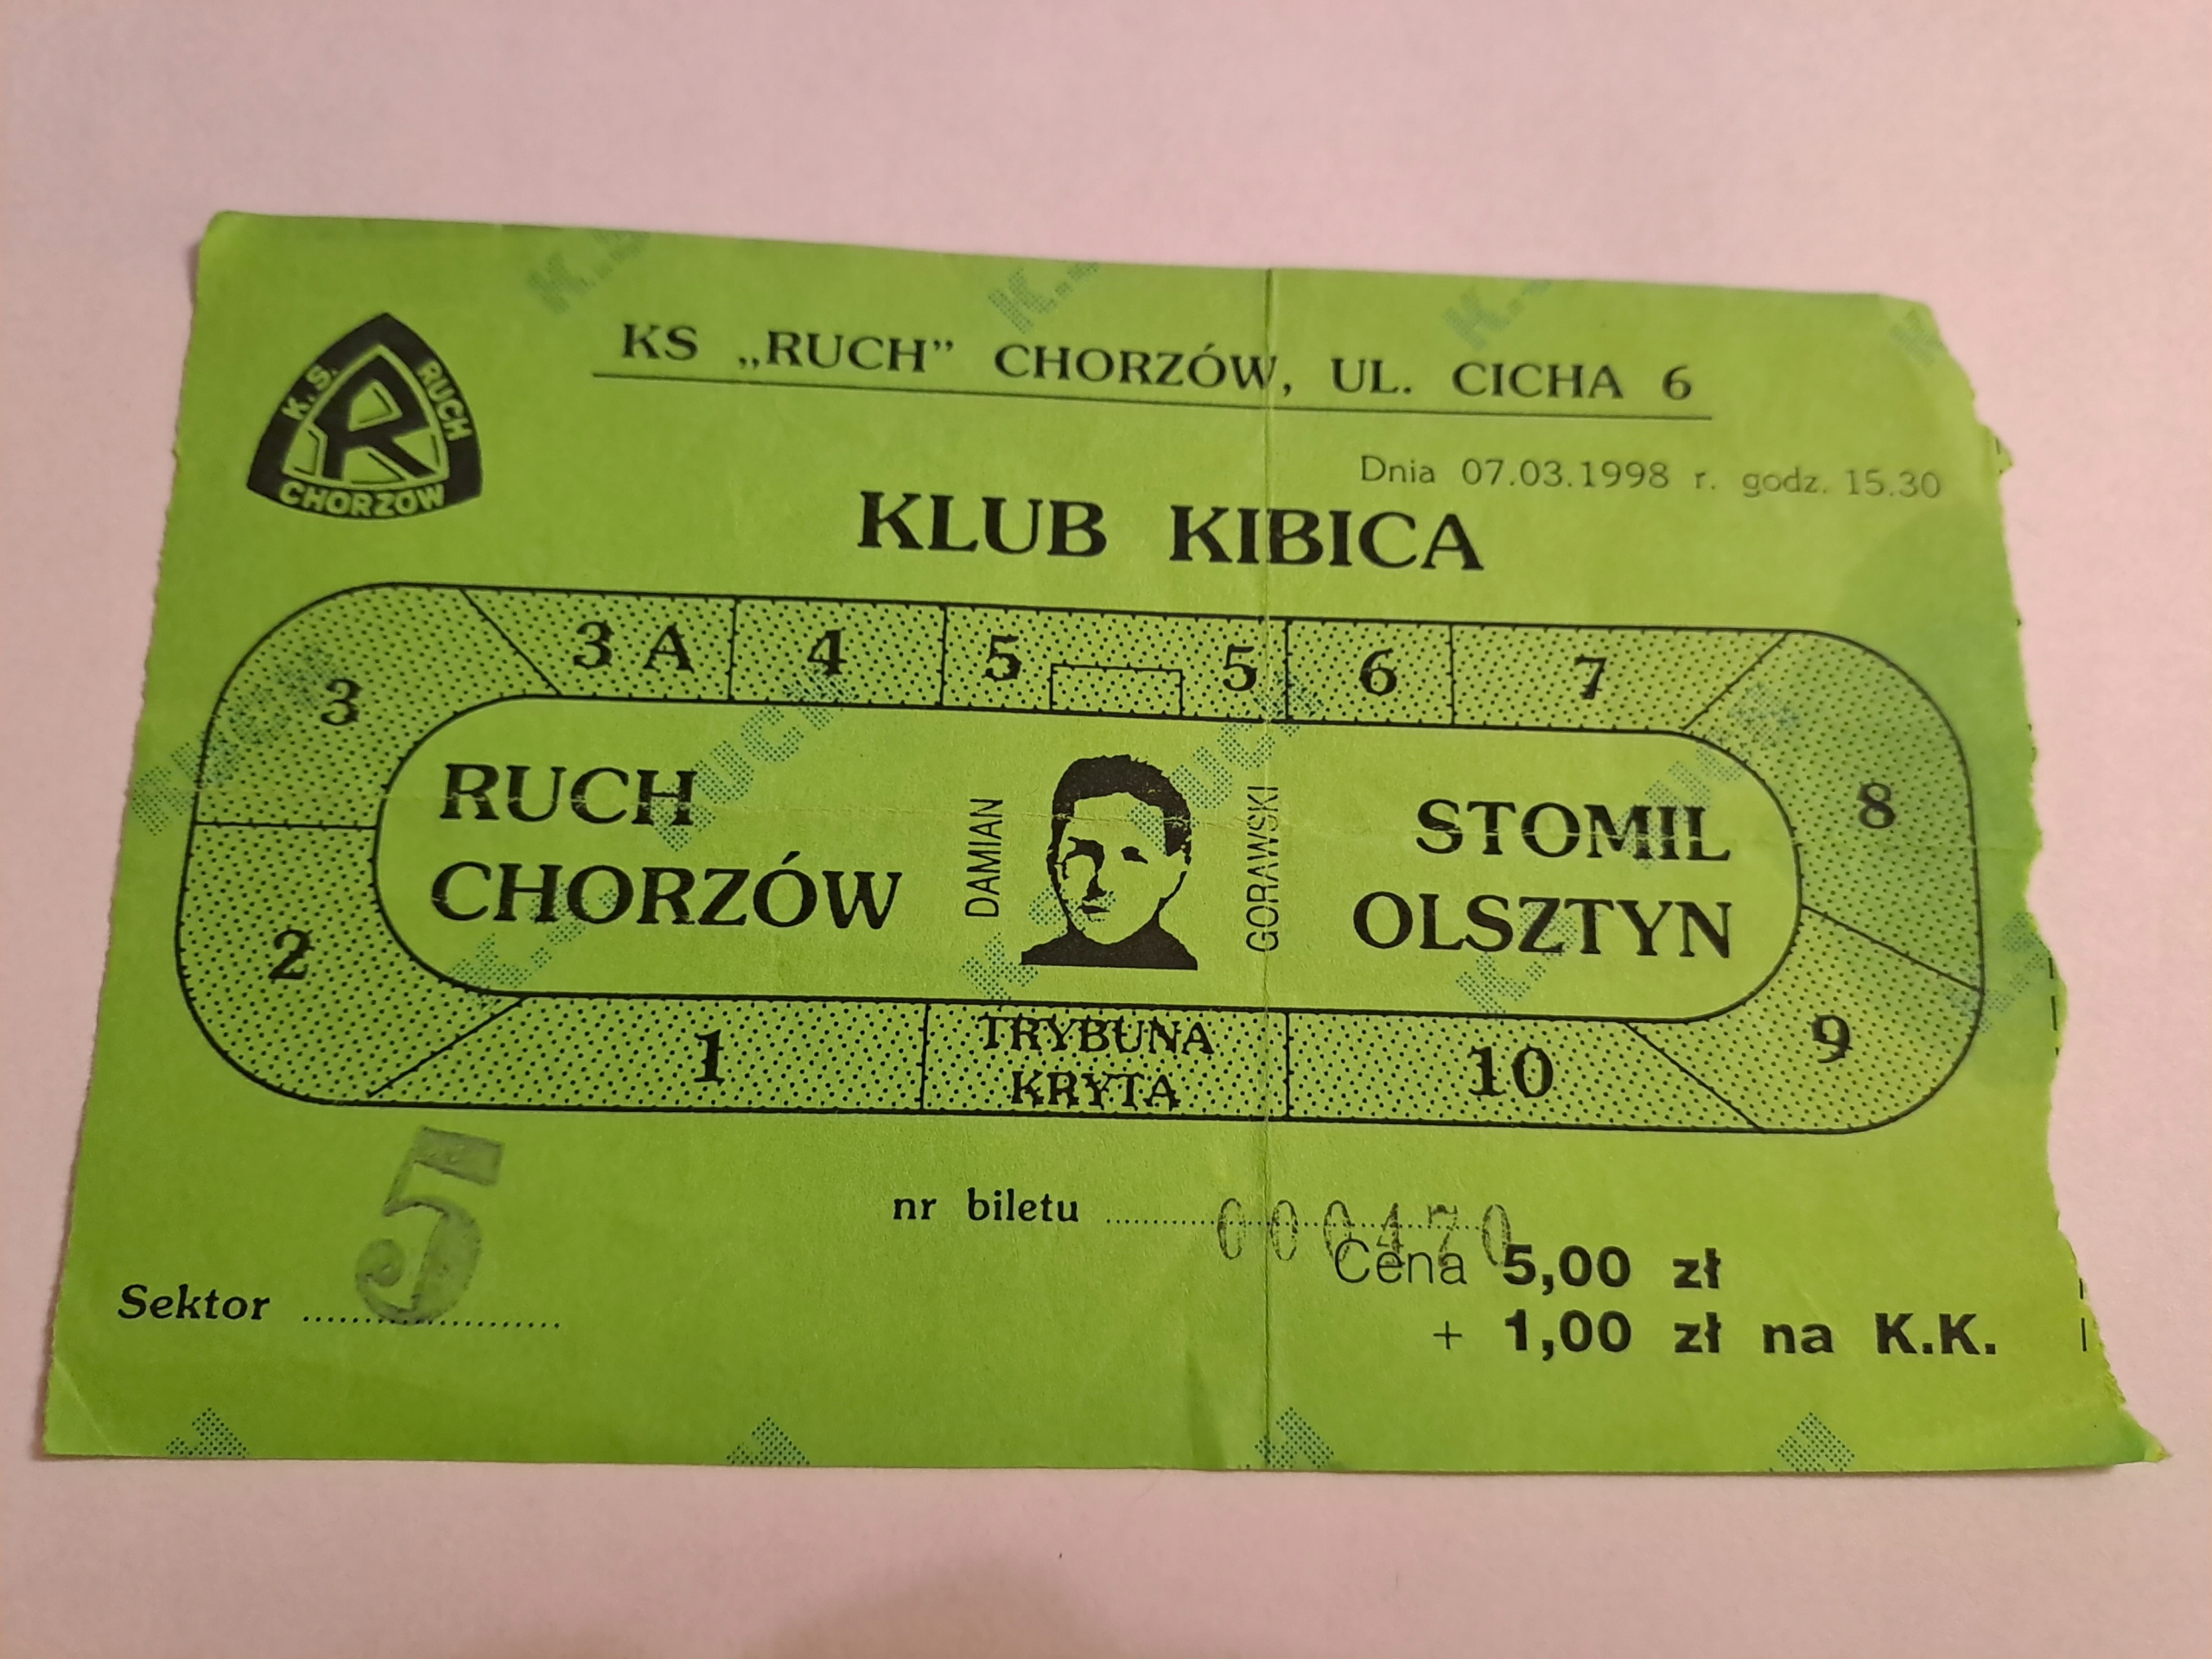 K.S. RUCH
R
CHORZÓW
KS „RUCH” CHORZÓW, UL. CICHA 6
Dnia 07.03.1998 r. godz. 15.30
KLUB KIBICA
3 3A 4 5 5 6 7 8
RUCH
CHORZÓW
DAMIAN
GORAWSKI
STOMIL
OLSZTYN
2 1
TRYBUNA
KRYTA
10 9
Sektor 5
nr biletu 000470
Cena 5,00 zł
+ 1,00 zł na K.K.